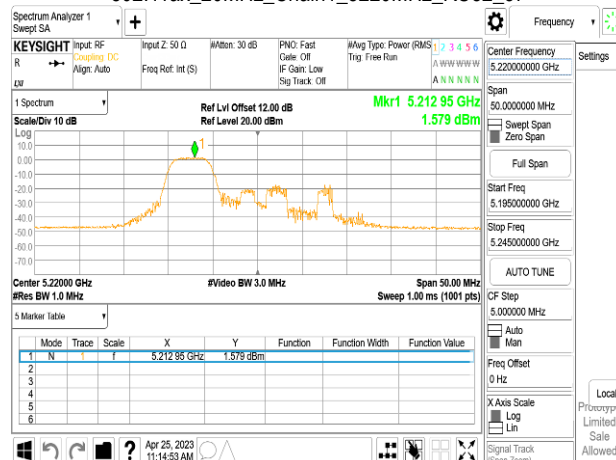 Spectrum Analyzer 1
Swept SA
Frequency
KEYSIGHT Input: RF Input Z: 50 Ω #Atten: 30 dB PNO: Fast #Avg Type: Power (RMS 1 2 3 4 5 6
R Coupling: DC Gate: Off Trig: Free Run
Align: Auto Freq Ref: Int (S) IF Gain: Low A W W W W W
Sig Track: Off A N N N N N
LXI
Settings
Center Frequency
5.220000000 GHz
Span
50.0000000 MHz
Swept Span
Zero Span
Full Span
Start Freq
5.195000000 GHz
Stop Freq
5.245000000 GHz
AUTO TUNE
CF Step
5.000000 MHz
Auto
Man
Freq Offset
0 Hz
X Axis Scale
Log
Lin
Signal Track
(Span Zoom)
Local
Prototype
Limited
Sale
Allowed
1 Spectrum
Scale/Div 10 dB
Ref Lvl Offset 12.00 dB
Ref Level 20.00 dBm
Mkr1 5.212 95 GHz
1.579 dBm
Log
10.0
0.00
-10.0
-20.0
-30.0
-40.0
-50.0
-60.0
-70.0
1
Center 5.22000 GHz #Video BW 3.0 MHz Span 50.00 MHz
#Res BW 1.0 MHz Sweep 1.00 ms (1001 pts)
5 Marker Table
Mode Trace Scale X Y Function Function Width Function Value
1 N 1 f 5.212 95 GHz 1.579 dBm
2
3
4
5
6
Apr 25, 2023
11:14:53 AM